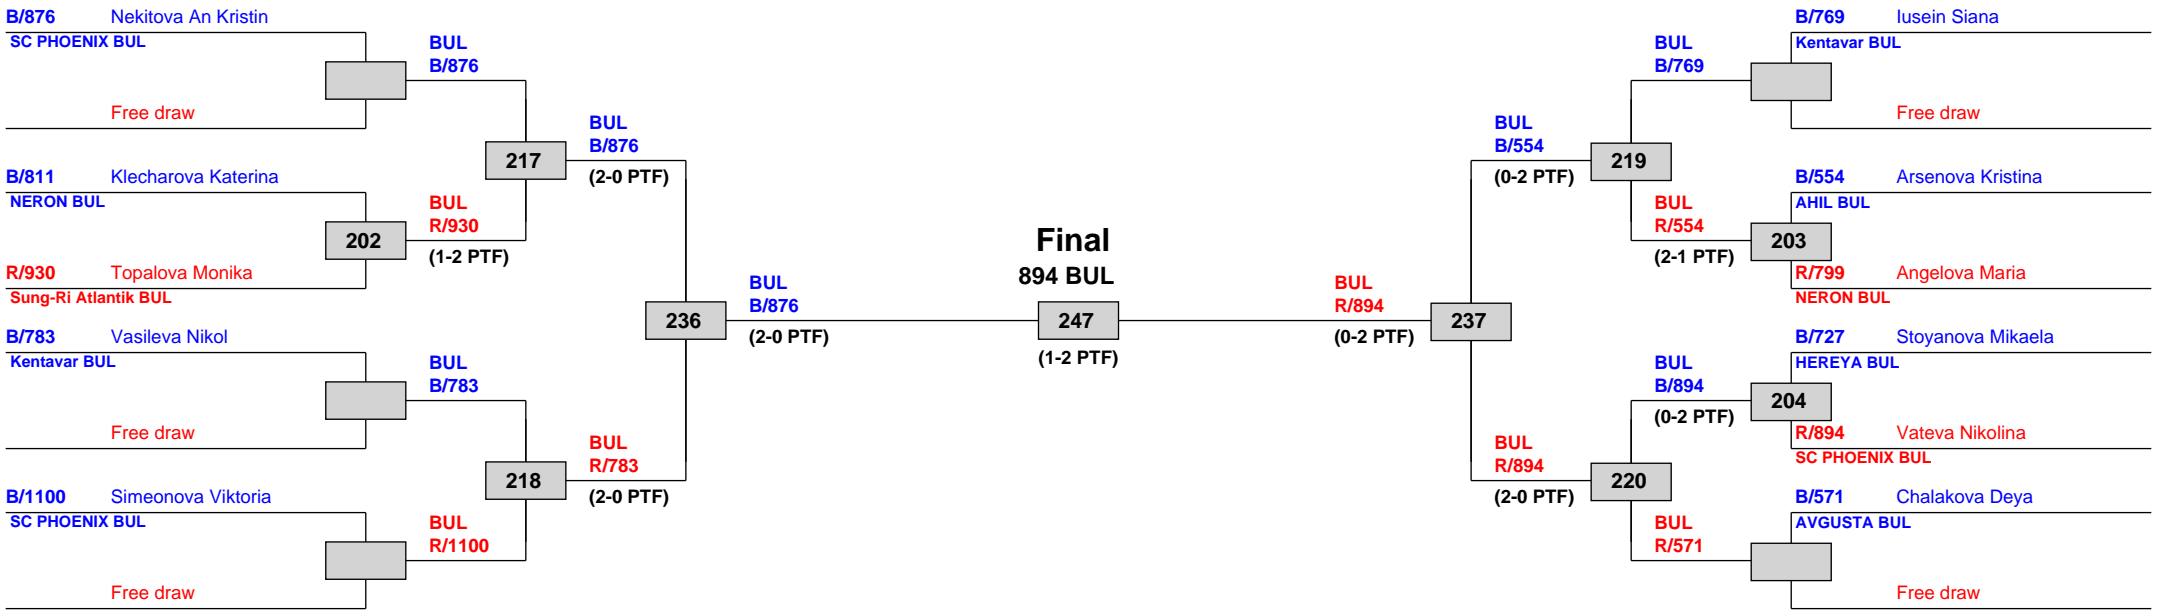 B/876 Nekitova An Kristin
SC PHOENIX BUL
Free draw
BUL
B/876
B/811 Klecharova Katerina
NERON BUL
202
R/930 Topalova Monika
Sung-Ri Atlantik BUL
BUL
R/930
(1-2 PTF)
217
BUL
B/876
(2-0 PTF)
B/783 Vasileva Nikol
Kentavar BUL
Free draw
BUL
B/783
B/1100 Simeonova Viktoria
SC PHOENIX BUL
Free draw
BUL
R/1100
218
BUL
R/783
(2-0 PTF)
236
BUL
B/876
(2-0 PTF)
Final
894 BUL
247
(1-2 PTF)
BUL
R/894
(0-2 PTF)
237
BUL
B/554
(0-2 PTF)
219
BUL
B/769
B/769 Iusein Siana
Kentavar BUL
Free draw
BUL
R/554
(2-1 PTF)
203
B/554 Arsenova Kristina
AHIL BUL
R/799 Angelova Maria
NERON BUL
BUL
R/894
(2-0 PTF)
220
BUL
B/894
(0-2 PTF)
204
B/727 Stoyanova Mikaela
HEREYA BUL
R/894 Vateva Nikolina
SC PHOENIX BUL
BUL
R/571
B/571 Chalakova Deya
AVGUSTA BUL
Free draw